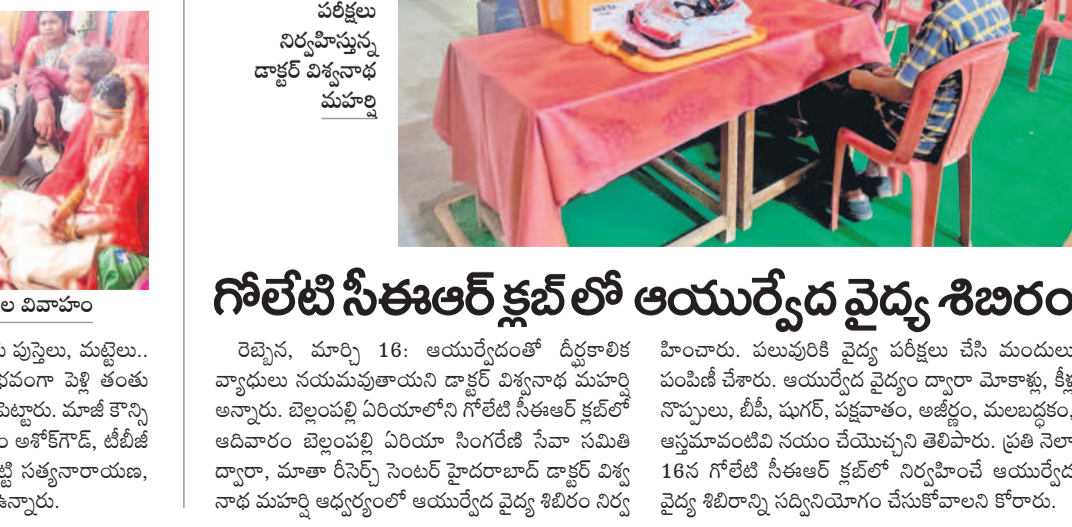 పరీక్షలు
నిర్వహిస్తున్న
డాక్టర్ విశ్వనాథ
మహర్షి
ల వివాహం
పుస్తెలు, మట్టెలు..
భవంగా పెళ్లి తంతు
పెట్టారు. మాజీ కౌన్సి
అశోక్‌గౌడ్, టీబీజీ
ట్టి సత్యనారాయణ,
ఉన్నారు.
గోలేటి సీఈఆర్ క్లబ్‌లో ఆయుర్వేద వైద్య శిబిరం
రెబ్బెన, మార్చి 16: ఆయుర్వేదంతో దీర్ఘకాలిక
వ్యాధులు నయమవుతాయని డాక్టర్ విశ్వనాథ మహర్షి
అన్నారు. బెల్లంపల్లి ఏరియాలోని గోలేటి సీఈఆర్ క్లబ్‌లో
ఆదివారం బెల్లంపల్లి ఏరియా సింగరేణి సేవా సమితి
ద్వారా, మాతా రీసెర్చ్ సెంటర్ హైదరాబాద్ డాక్టర్ విశ్వ
నాథ మహర్షి ఆధ్వర్యంలో ఆయుర్వేద వైద్య శిబిరం నిర్వ
హించారు. పలువురికి వైద్య పరీక్షలు చేసి మందులు
పంపిణీ చేశారు. ఆయుర్వేద వైద్యం ద్వారా మోకాళ్లు, కీళ్ల
నొప్పులు, బీపీ, షుగర్, పక్షవాతం, అజీర్ణం, మలబద్ధకం,
ఆస్తమావంటివి నయం చేయొచ్చని తెలిపారు. ప్రతి నెలా
16న గోలేటి సీఈఆర్ క్లబ్‌లో నిర్వహించే ఆయుర్వేద
వైద్య శిబిరాన్ని సద్వినియోగం చేసుకోవాలని కోరారు.